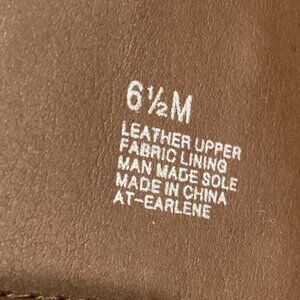 6½M
LEATHER UPPER
FABRIC LINING
MAN MADE SOLE
MADE IN CHINA
AT-EARLENE